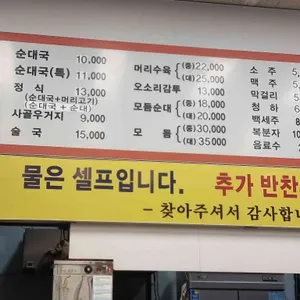 순대국 10,000
순대국(특) 11,000
정식 13,000
(순대국+머리고기)
(순대국 + 순대)
사골우거지 9,000
술국 15,000
머리수육 (중)22,000
(대)25,000
오소리감투 13,000
모듬순대 (중)18,000
(대)20,000
모듬 (중)30,000
(대)35,000
소주 5,
맥주 5,
막걸리
청하
백세주
복분자
음료수
물은 셀프입니다. 추가 반찬
- 찾아주셔서 감사합니